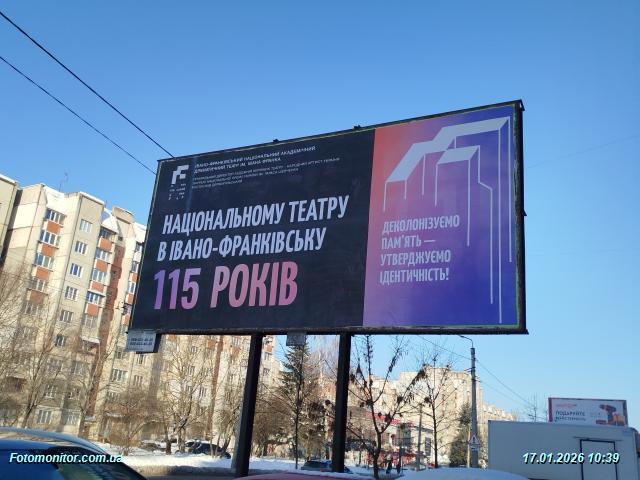 ІВАНО-ФРАНКІВСЬКИЙ НАЦІОНАЛЬНИЙ АКАДЕМІЧНИЙ
ДРАМАТИЧНИЙ ТЕАТР ІМ. ІВАНА ФРАНКА
НАЦІОНАЛЬНОМУ ТЕАТРУ
В ІВАНО-ФРАНКІВСЬКУ
115 РОКІВ
ДЕКОЛОНІЗУЄМО
ПАМ'ЯТЬ —
УТВЕРДЖУЄМО
ІДЕНТИЧНІСТЬ!
ПОДАРУЙТЕ
Fotomonitor.com.ua
17.01.2026 10:39